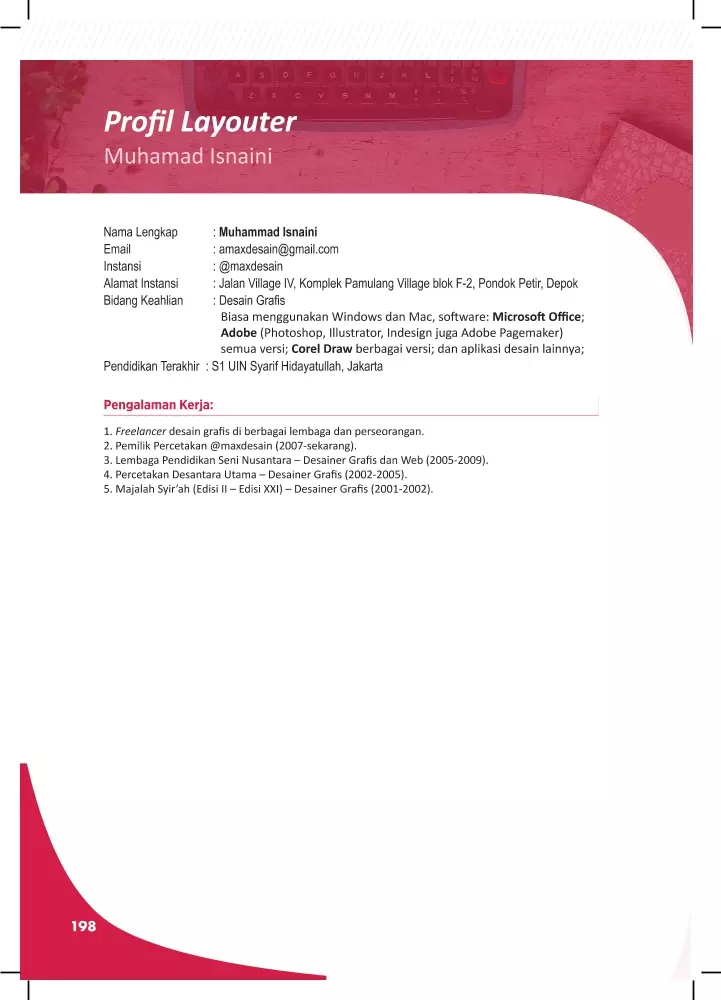 A S D F G H J K L
Z X C V B N M
Profil Layouter
Muhamad Isnaini
Nama Lengkap : Muhammad Isnaini
Email : amaxdesain@gmail.com
Instansi : @maxdesain
Alamat Instansi : Jalan Village IV, Komplek Pamulang Village blok F-2, Pondok Petir, Depok
Bidang Keahlian : Desain Grafis
Biasa menggunakan Windows dan Mac, software: Microsoft Office;
Adobe (Photoshop, Illustrator, Indesign juga Adobe Pagemaker)
semua versi; Corel Draw berbagai versi; dan aplikasi desain lainnya;
Pendidikan Terakhir : S1 UIN Syarif Hidayatullah, Jakarta
Pengalaman Kerja:
1. Freelancer desain grafis di berbagai lembaga dan perseorangan.
2. Pemilik Percetakan @maxdesain (2007-sekarang).
3. Lembaga Pendidikan Seni Nusantara – Desainer Grafis dan Web (2005-2009).
4. Percetakan Desantara Utama – Desainer Grafis (2002-2005).
5. Majalah Syir’ah (Edisi II – Edisi XXI) – Desainer Grafis (2001-2002).
198